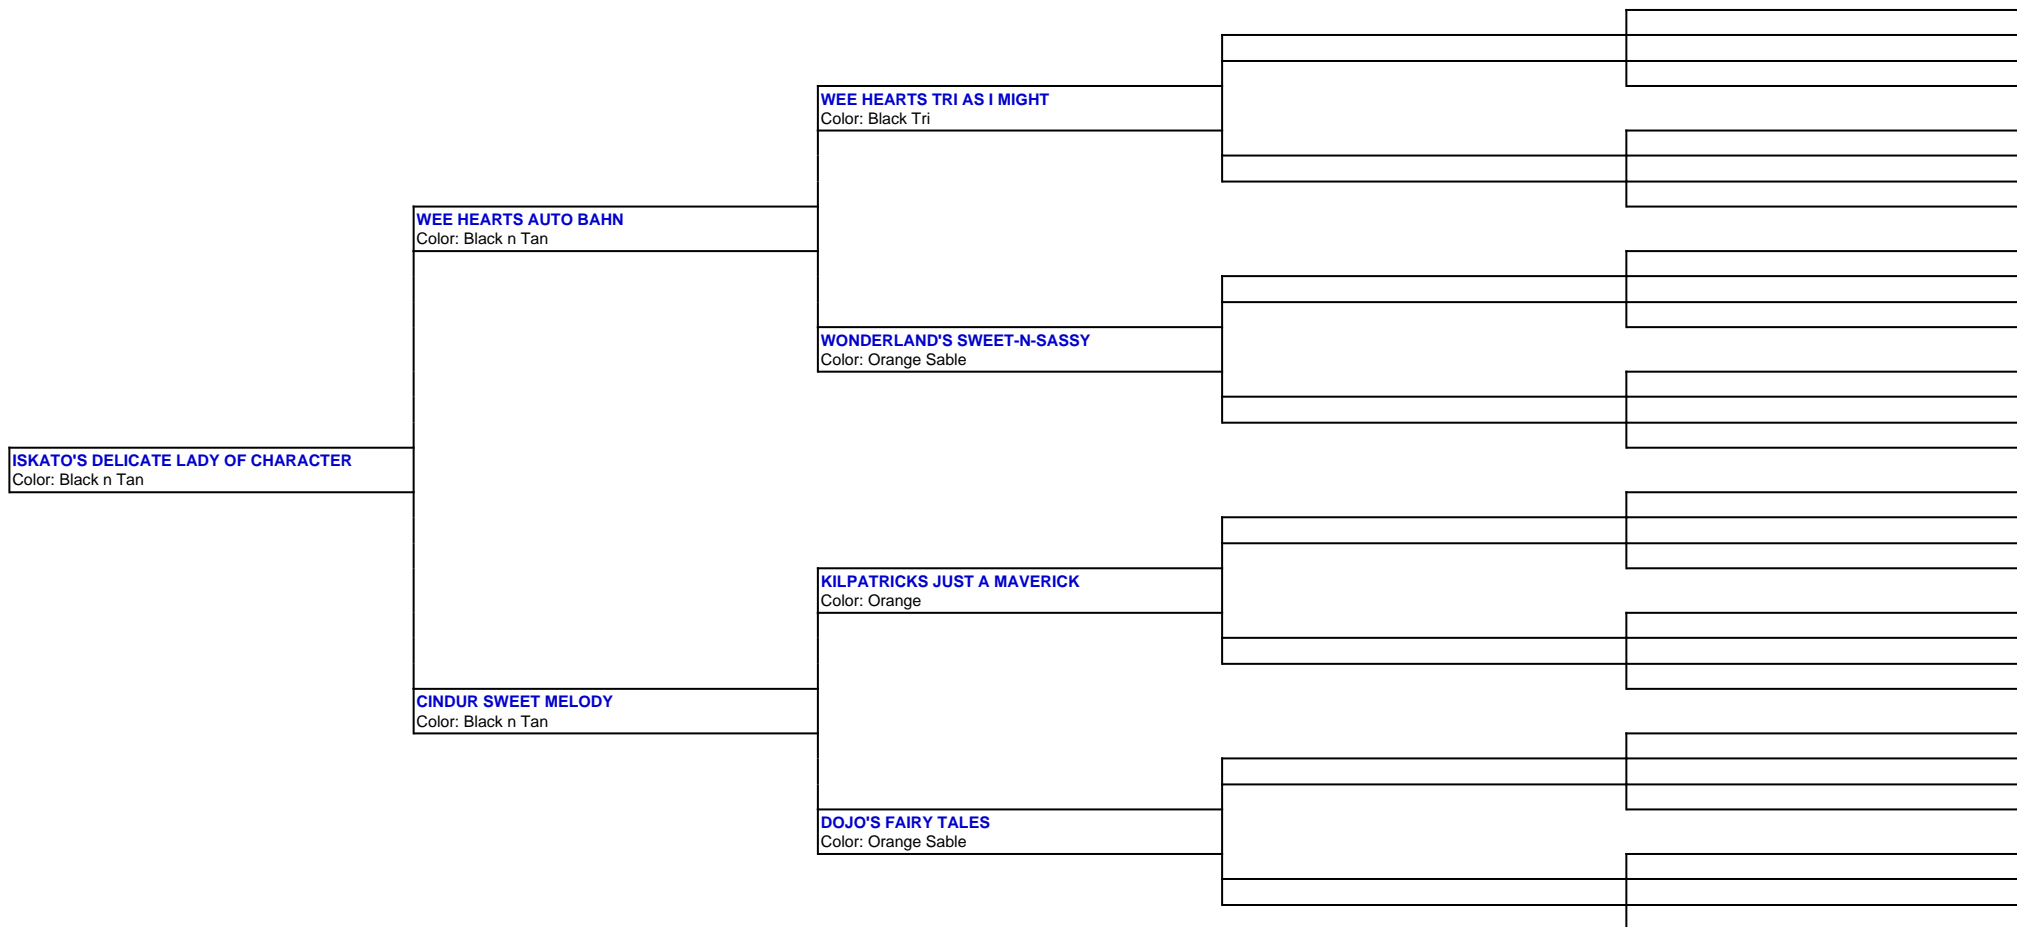 WEE HEARTS TRI AS I MIGHT
Color: Black Tri
WEE HEARTS AUTO BAHN
Color: Black n Tan
WONDERLAND'S SWEET-N-SASSY
Color: Orange Sable
ISKATO'S DELICATE LADY OF CHARACTER
Color: Black n Tan
KILPATRICKS JUST A MAVERICK
Color: Orange
CINDUR SWEET MELODY
Color: Black n Tan
DOJO'S FAIRY TALES
Color: Orange Sable